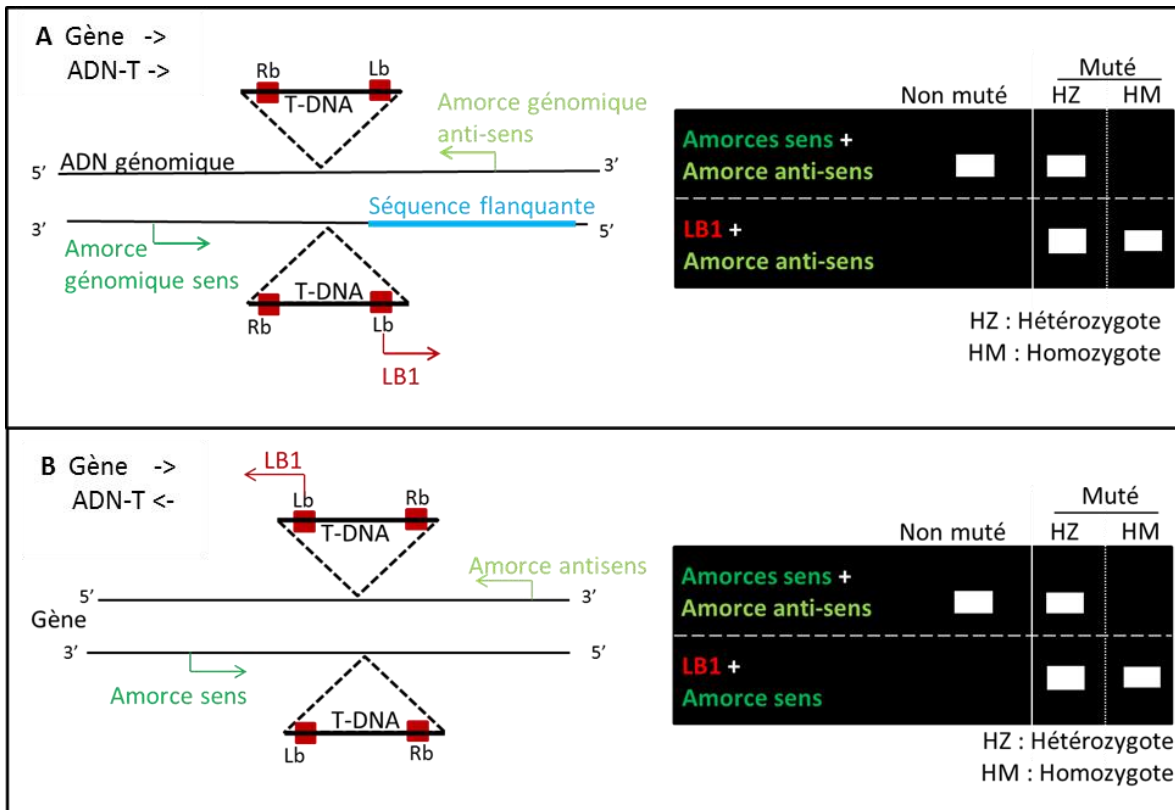 A Gène ->
ADN-T ->
Rb Lb
T-DNA
Amorce génomique
anti-sens
5’ ADN génomique 3’
Séquence flanquante
3’ 5’
Amorce
génomique sens
T-DNA
Rb Lb
LB1
Muté
Non muté HZ HM
Amorces sens +
Amorce anti-sens
LB1 +
Amorce anti-sens
HZ : Hétérozygote
HM : Homozygote
B Gène ->
ADN-T <-
LB1
Lb Rb
T-DNA
Amorce antisens
5’ 3’
Gène
3’ 5’
Amorce sens
T-DNA
Lb Rb
Muté
Non muté HZ HM
Amorces sens +
Amorce anti-sens
LB1 +
Amorce sens
HZ : Hétérozygote
HM : Homozygote